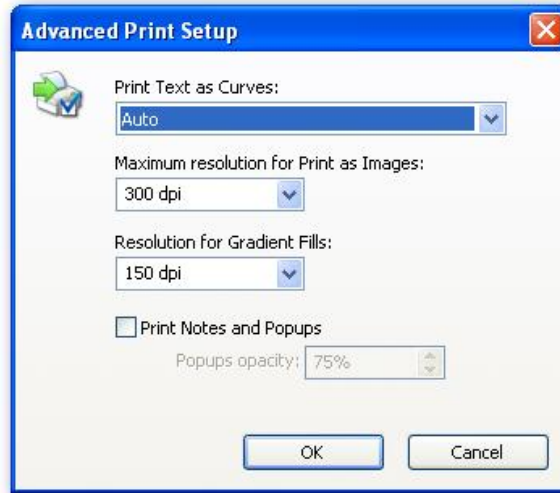 Advanced Print Setup
Print Text as Curves:
Auto
Maximum resolution for Print as Images:
300 dpi
Resolution for Gradient Fills:
150 dpi
Print Notes and Popups
Popups opacity: 75%
OK Cancel